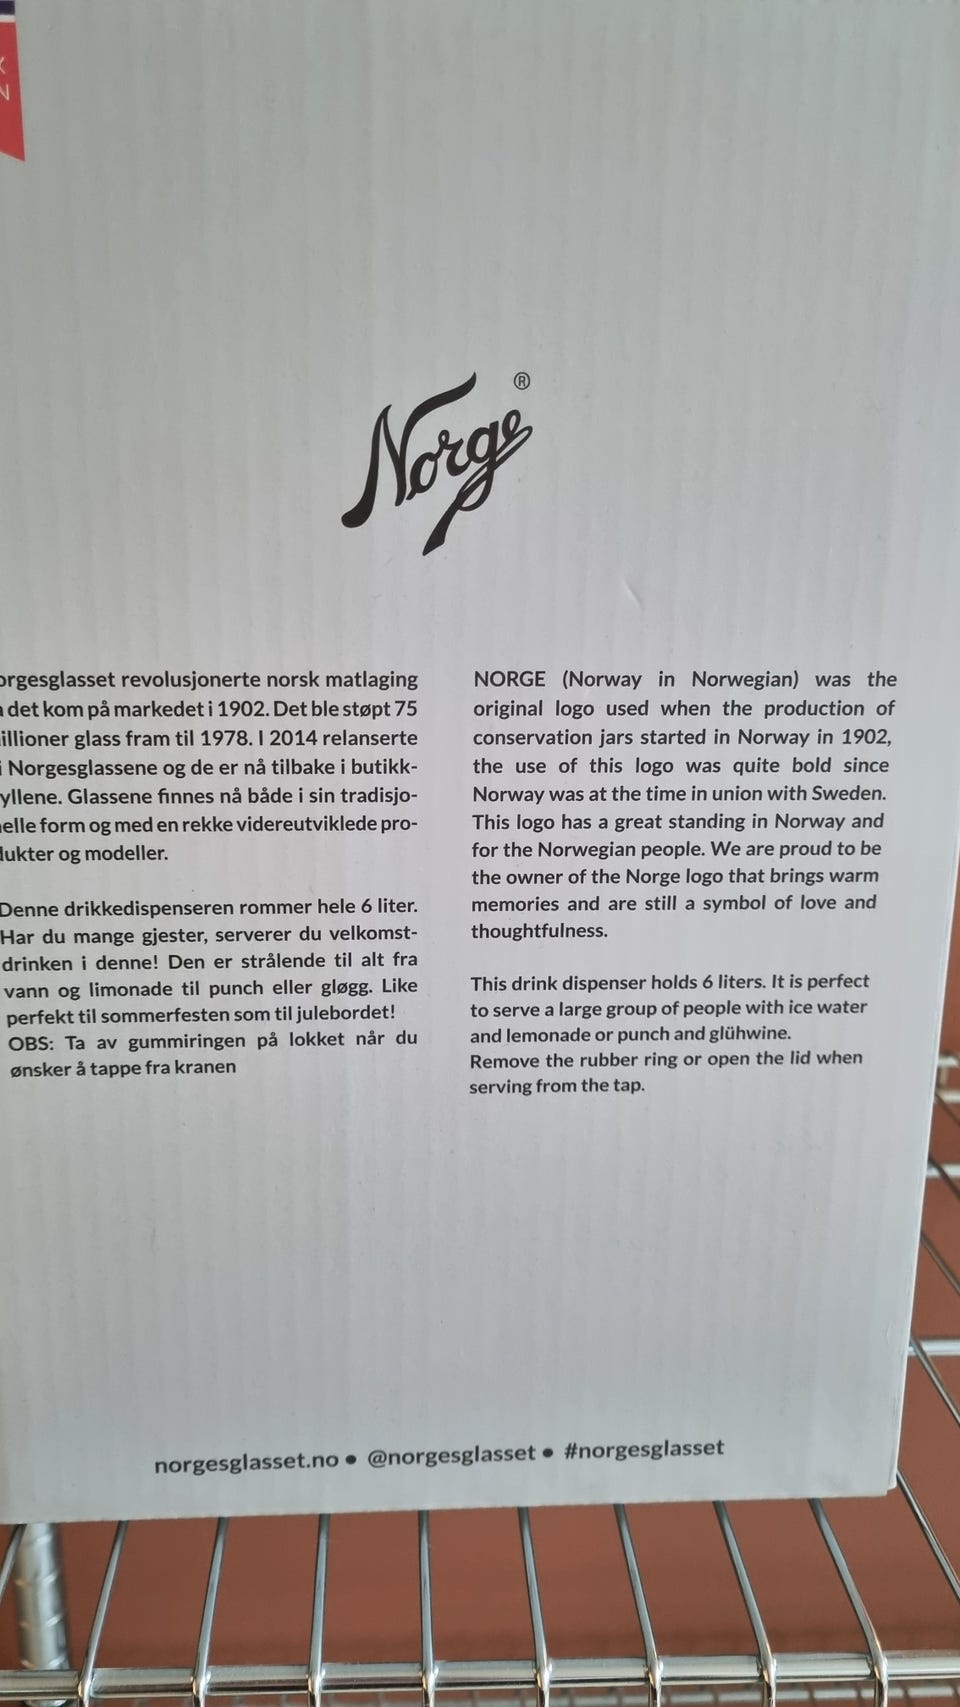 K
N
Norge®
orgesglasset revolusjonerte norsk matlaging
det kom på markedet i 1902. Det ble støpt 75
illioner glass fram til 1978. I 2014 relanserte
i Norgesglassene og de er nå tilbake i butikk-
yllene. Glassene finnes nå både i sin tradisjo-
elle form og med en rekke videreutviklede pro-
dukter og modeller.
Denne drikkedispenseren rommer hele 6 liter.
Har du mange gjester, serverer du velkomst-
drinken i denne! Den er strålende til alt fra
vann og limonade til punch eller gløgg. Like
perfekt til sommerfesten som til julebordet!
OBS: Ta av gummiringen på lokket når du
ønsker å tappe fra kranen
NORGE (Norway in Norwegian) was the
original logo used when the production of
conservation jars started in Norway in 1902,
the use of this logo was quite bold since
Norway was at the time in union with Sweden.
This logo has a great standing in Norway and
for the Norwegian people. We are proud to be
the owner of the Norge logo that brings warm
memories and are still a symbol of love and
thoughtfulness.
This drink dispenser holds 6 liters. It is perfect
to serve a large group of people with ice water
and lemonade or punch and glühwine.
Remove the rubber ring or open the lid when
serving from the tap.
norgesglasset.no • @norgesglasset • #norgesglasset